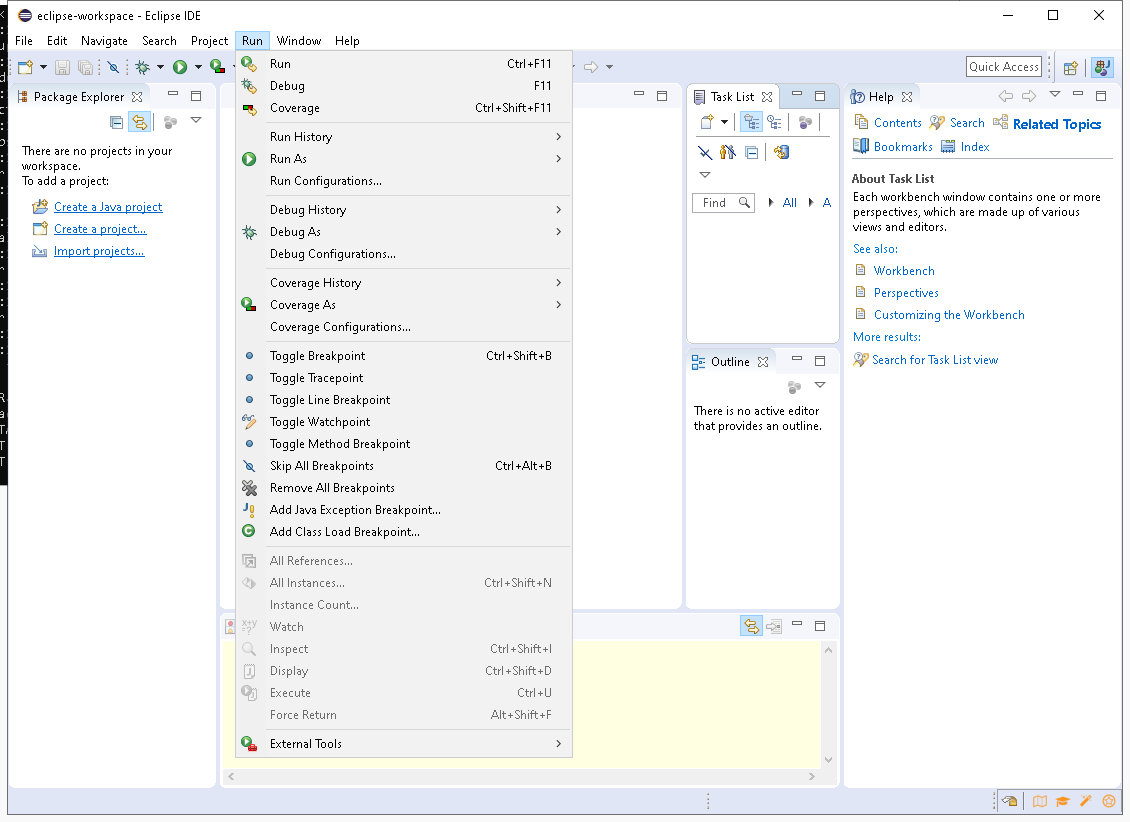 eclipse-workspace - Eclipse IDE
File Edit Navigate Search Project Run Window Help
Quick Access
Package Explorer
There are no projects in your
workspace.
To add a project:
Create a Java project
Create a project...
Import projects...
Run Ctrl+F11
Debug F11
Coverage Ctrl+Shift+F11
Run History
Run As
Run Configurations...
Debug History
Debug As
Debug Configurations...
Coverage History
Coverage As
Coverage Configurations...
Toggle Breakpoint Ctrl+Shift+B
Toggle Tracepoint
Toggle Line Breakpoint
Toggle Watchpoint
Toggle Method Breakpoint
Skip All Breakpoints Ctrl+Alt+B
Remove All Breakpoints
Add Java Exception Breakpoint...
Add Class Load Breakpoint...
All References...
All Instances... Ctrl+Shift+N
Instance Count...
Watch
Inspect Ctrl+Shift+I
Display Ctrl+Shift+D
Execute Ctrl+U
Force Return Alt+Shift+F
External Tools
Task List
Find All A
Outline
There is no active editor
that provides an outline.
Help
Contents Search Related Topics
Bookmarks Index
About Task List
Each workbench window contains one or more
perspectives, which are made up of various
views and editors.
See also:
Workbench
Perspectives
Customizing the Workbench
More results:
Search for Task List view